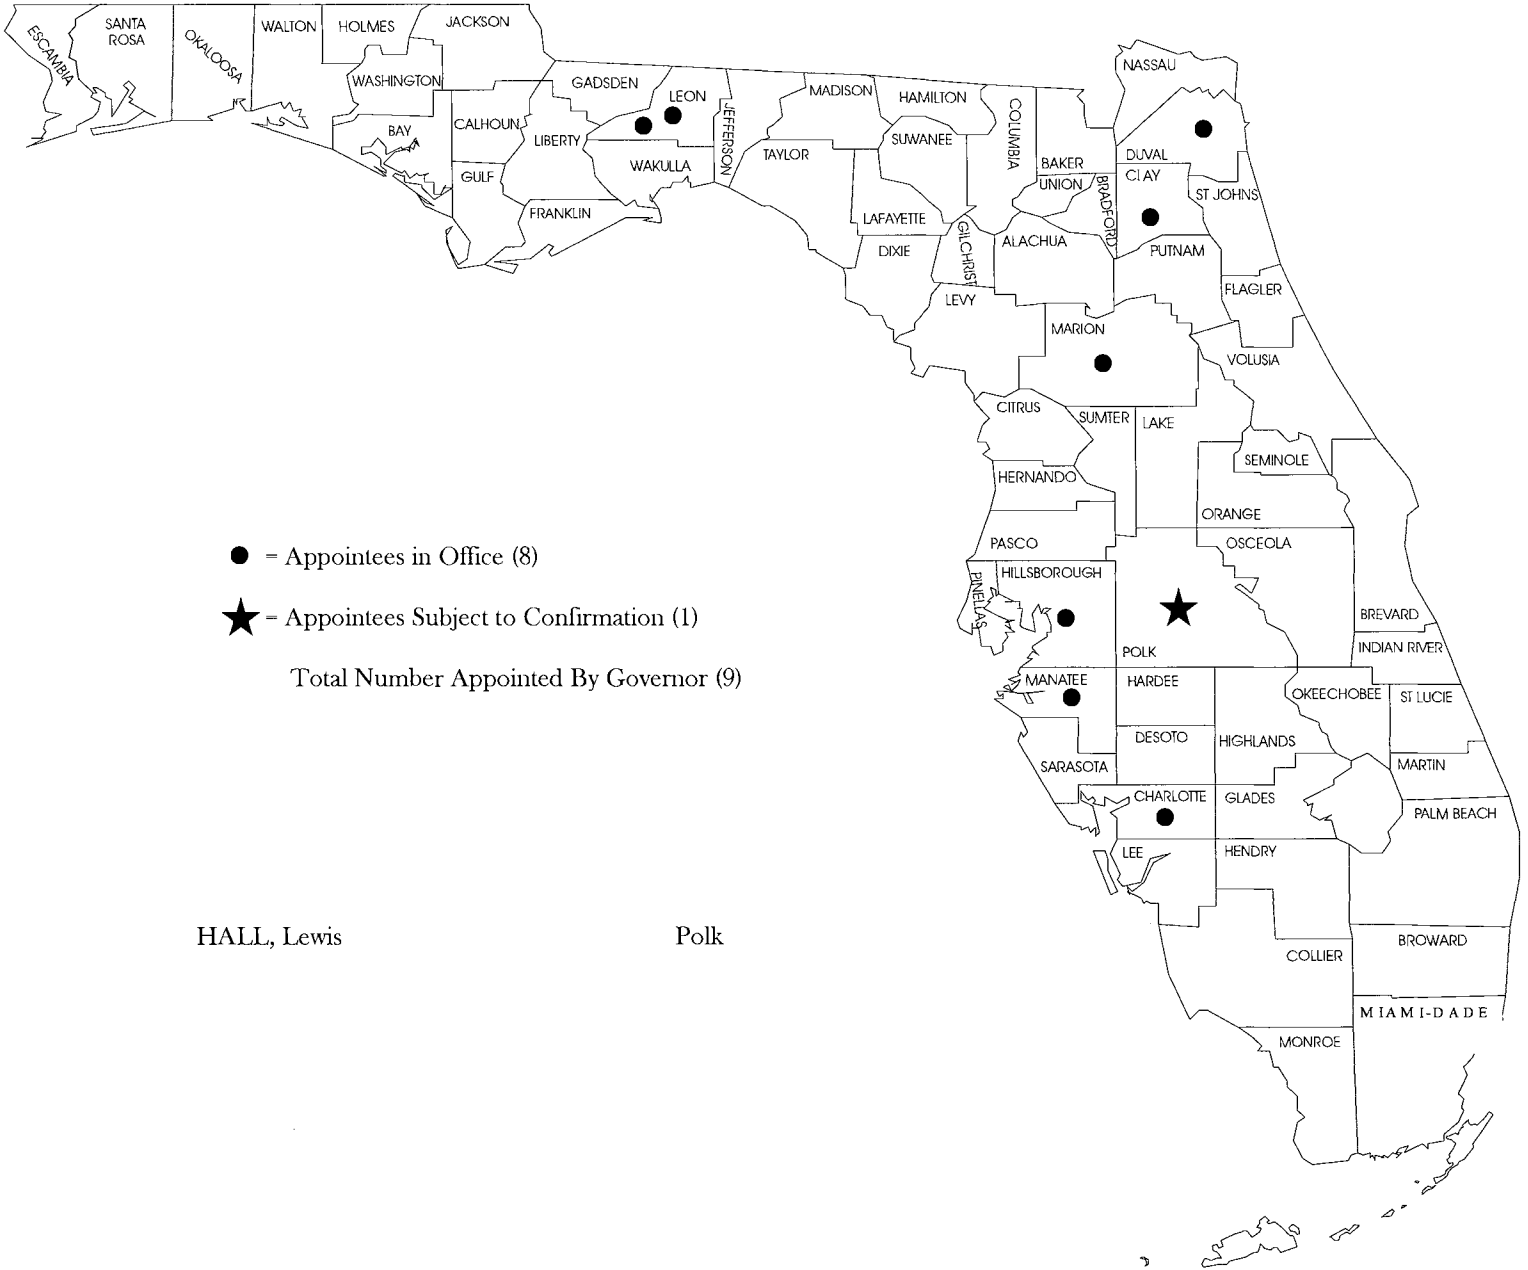 ESCAMBIA
SANTA
ROSA
OKALOOSA
WALTON
HOLMES
JACKSON
WASHINGTON
BAY
CALHOUN
GULF
GADSDEN
LIBERTY
FRANKLIN
LEON
WAKULLA
JEFFERSON
MADISON
TAYLOR
HAMILTON
SUWANEE
LAFAYETTE
DIXIE
COLUMBIA
GILCHRIST
BAKER
UNION
BRADFORD
ALACHUA
LEVY
NASSAU
DUVAL
CLAY
ST JOHNS
PUTNAM
FLAGLER
MARION
VOLUSIA
CITRUS
SUMTER
LAKE
SEMINOLE
HERNANDO
ORANGE
PASCO
OSCEOLA
HILLSBOROUGH
PINELLAS
POLK
BREVARD
INDIAN RIVER
MANATEE
HARDEE
OKEECHOBEE
ST LUCIE
DESOTO
HIGHLANDS
SARASOTA
MARTIN
CHARLOTTE
GLADES
PALM BEACH
LEE
HENDRY
BROWARD
COLLIER
MIAMI-DADE
MONROE
= Appointees in Office (8)
= Appointees Subject to Confirmation (1)
Total Number Appointed By Governor (9)
HALL, Lewis Polk